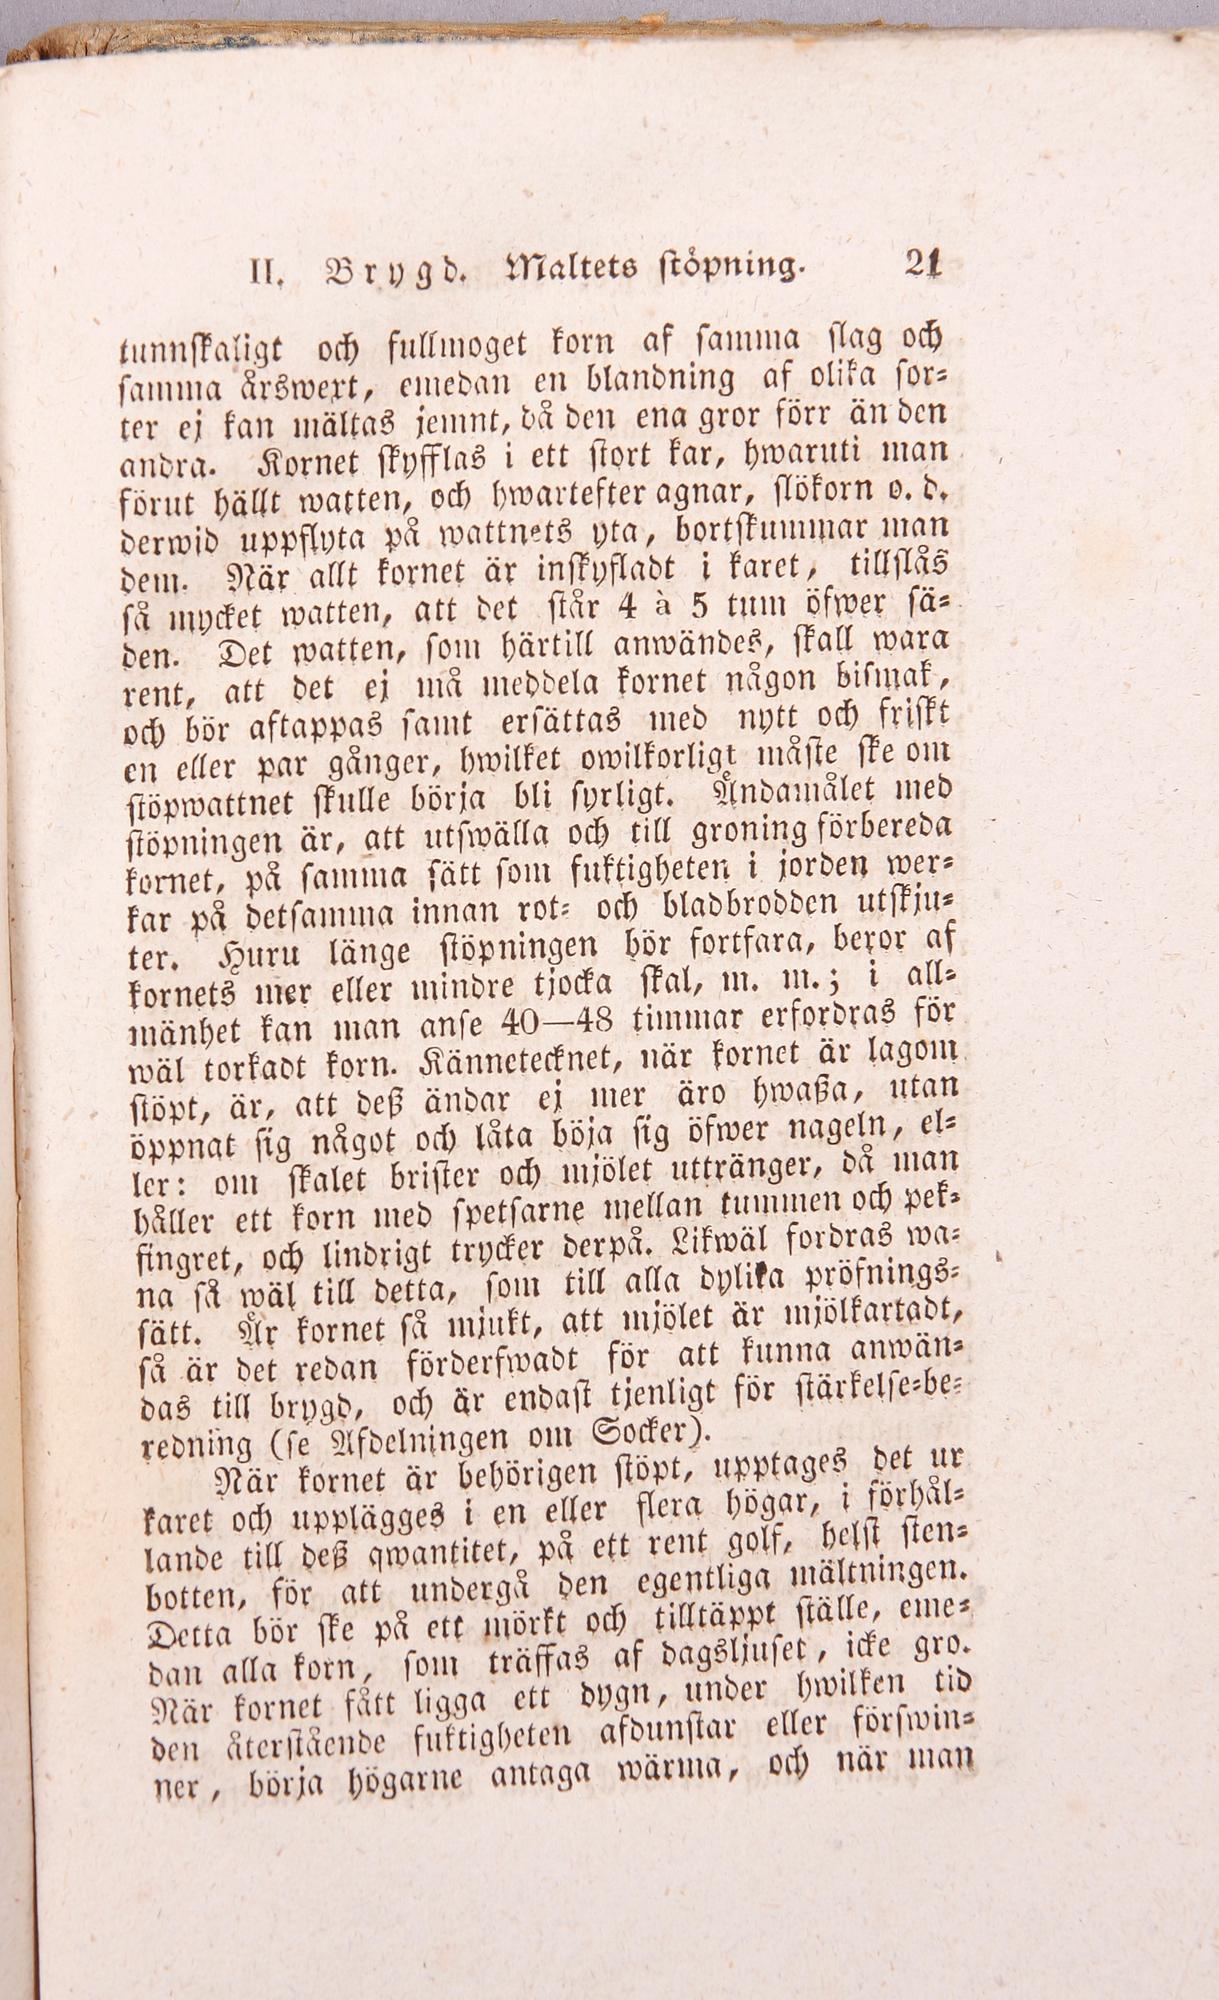 II. Brygd. Maltets stöpning. 21
tunnskaligt och fullmoget korn af samma slag och
samma årswext, emedan en blandning af olika sor-
ter ej kan mältas jemnt, då den ena gror förr än den
andra. Kornet skyfflas i ett stort kar, hwaruti man
förut hällt watten, och hwartefter agnar, slökorn o. d.
derwid uppflyta på wattnets yta, bortskummar man
dem. När allt kornet är inskyfladt i karet, tillslås
så mycket watten, att det står 4 à 5 tum öfwer sä-
den. Det watten, som härtill anwändes, skall wara
rent, att det ej må meddela kornet någon bismak,
och bör aftappas samt ersättas med nytt och friskt
en eller par gånger, hwilket owilkorligt måste ske om
stöpwattnet skulle börja bli syrligt. Ändamålet med
stöpningen är, att utswälla och till groning förbereda
kornet, på samma sätt som fuktigheten i jorden wer-
kar på detsamma innan rot- och bladbrodden utskju-
ter. Huru länge stöpningen bör fortfara, beror af
kornets mer eller mindre tjocka skal, m. m.; i all-
mänhet kan man anse 40—48 timmar erfordras för
wäl torkadt korn. Kännetecknet, när kornet är lagom
stöpt, är, att deß ändar ej mer äro hwaßa, utan
öppnat sig något och låta böja sig öfwer nageln, el-
ler: om skalet brister och mjölet uttränger, då man
håller ett korn med spetsarne mellan tummen och pek-
fingret, och lindrigt trycker derpå. Likwäl fordras wa-
na så wäl till detta, som till alla dylika pröfnings-
sätt. Är kornet så mjukt, att mjölet är mjölkartadt,
så är det redan förderfwadt för att kunna anwän-
das till brygd, och är endast tjenligt för stärkelse-be-
redning (se Afdelningen om Socker).
När kornet är behörigen stöpt, upptages det ur
karet och upplägges i en eller flera högar, i förhål-
lande till deß qwantitet, på ett rent golf, helst sten-
botten, för att undergå den egentliga mältningen.
Detta bör ske på ett mörkt och tilltäppt ställe, eme-
dan alla korn, som träffas af dagsljuset, icke gro.
När kornet fått ligga ett dygn, under hwilken tid
den återstående fuktigheten afdunstar eller förswin-
ner, börja högarne antaga wärma, och när man